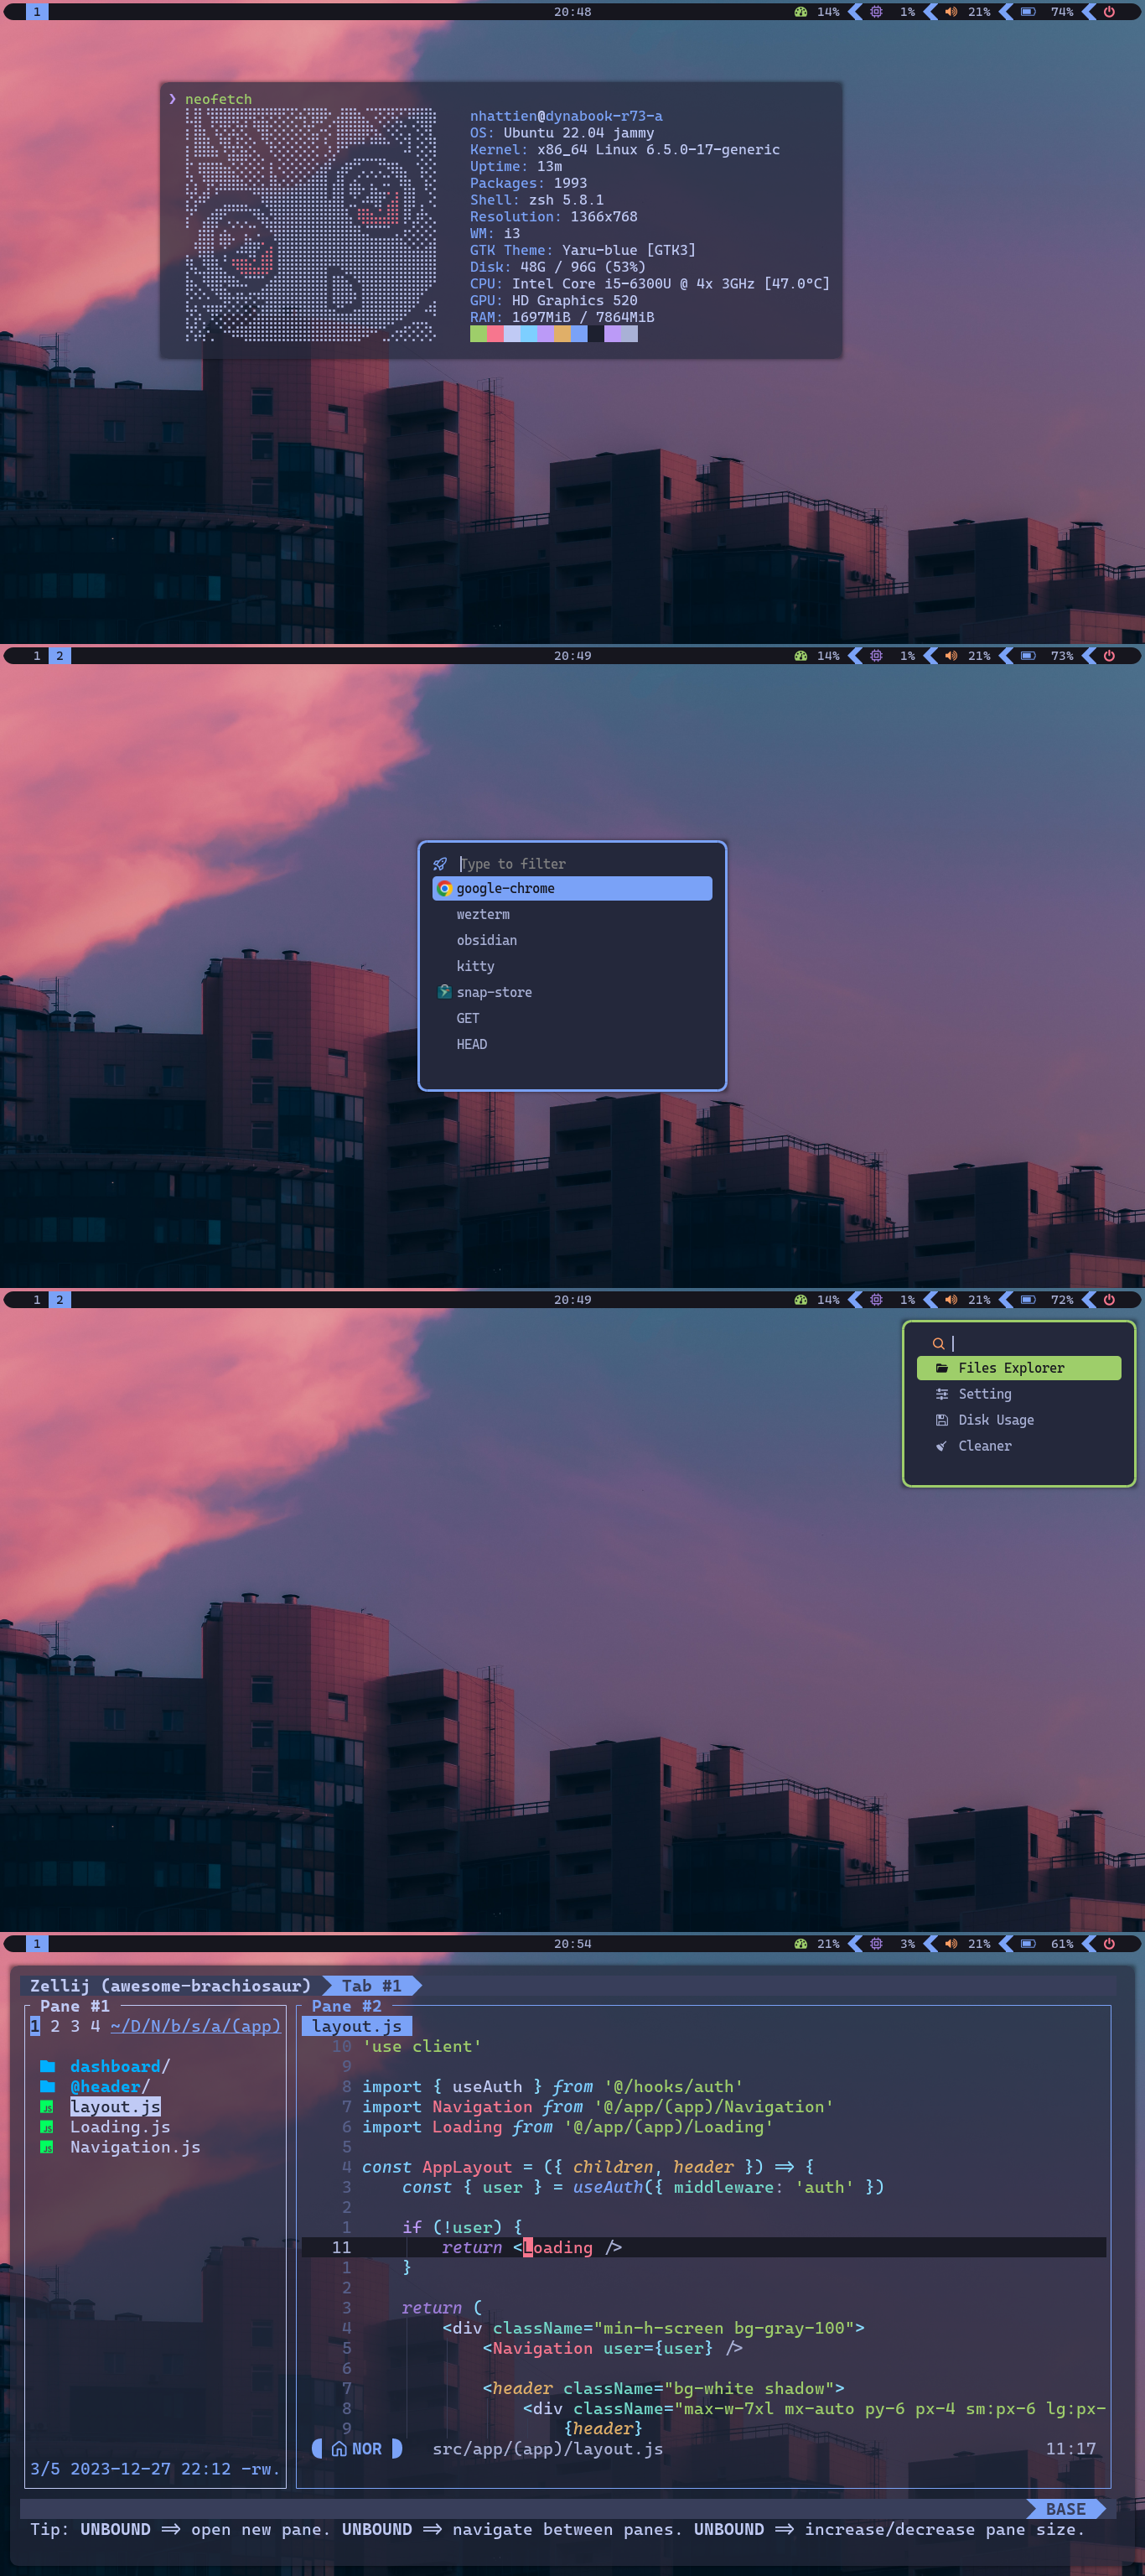 1 20:48 14% 1% 21% 74%
❯ neofetch
nhattien@dynabook-r73-a
OS: Ubuntu 22.04 jammy
Kernel: x86_64 Linux 6.5.0-17-generic
Uptime: 13m
Packages: 1993
Shell: zsh 5.8.1
Resolution: 1366x768
WM: i3
GTK Theme: Yaru-blue [GTK3]
Disk: 48G / 96G (53%)
CPU: Intel Core i5-6300U @ 4x 3GHz [47.0°C]
GPU: HD Graphics 520
RAM: 1697MiB / 7864MiB
1 2 20:49 14% 1% 21% 73%
Type to filter
google-chrome
wezterm
obsidian
kitty
snap-store
GET
HEAD
1 2 20:49 14% 1% 21% 72%
Files Explorer
Setting
Disk Usage
Cleaner
1 20:54 21% 3% 21% 61%
Zellij (awesome-brachiosaur) Tab #1
Pane #1
1 2 3 4 ~/D/N/b/s/a/(app)
dashboard/
@header/
layout.js
Loading.js
Navigation.js
3/5 2023-12-27 22:12 -rw.
Pane #2
layout.js
10 'use client'
9
8 import { useAuth } from '@/hooks/auth'
7 import Navigation from '@/app/(app)/Navigation'
6 import Loading from '@/app/(app)/Loading'
5
4 const AppLayout = ({ children, header }) => {
3 const { user } = useAuth({ middleware: 'auth' })
2
1 if (!user) {
11 return <Loading />
1 }
2
3 return (
4 <div className="min-h-screen bg-gray-100">
5 <Navigation user={user} />
6
7 <header className="bg-white shadow">
8 <div className="max-w-7xl mx-auto py-6 px-4 sm:px-6 lg:px-
9 {header}
NOR src/app/(app)/layout.js 11:17
BASE
Tip: UNBOUND => open new pane. UNBOUND => navigate between panes. UNBOUND => increase/decrease pane size.